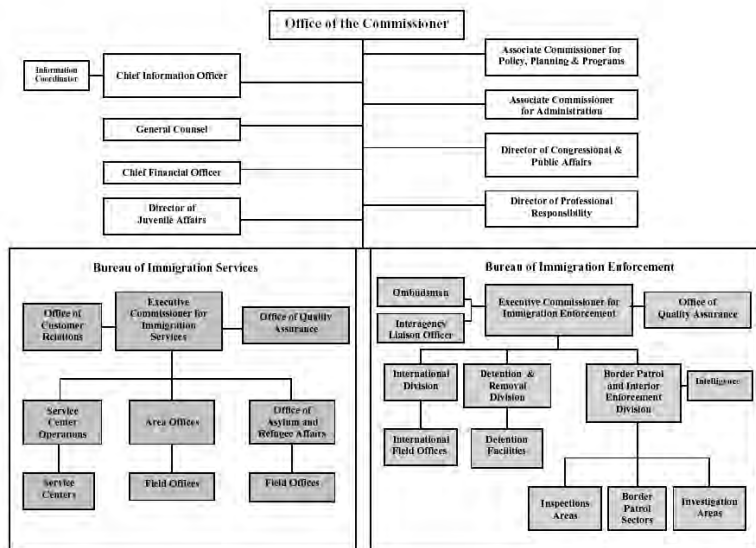 Office of the Commissioner
Information
Coordinator
Chief Information Officer
General Counsel
Chief Financial Officer
Director of
Juvenile Affairs
Associate Commissioner for
Policy, Planning & Programs
Associate Commissioner
for Administration
Director of Congressional &
Public Affairs
Director of Professional
Responsibility
Bureau of Immigration Services
Office of
Customer
Relations
Executive
Commissioner for
Immigration
Services
Office of Quality
Assurance
Service
Center
Operations
Area Offices
Office of
Asylum and
Refugee Affairs
Service
Centers
Field Offices
Field Offices
Bureau of Immigration Enforcement
Ombudsman
Interagency
Liaison Officer
Executive Commissioner for
Immigration Enforcement
Office of
Quality Assurance
International
Division
Detention &
Removal
Division
Border Patrol
and Interior
Enforcement
Division
Intelligence
International
Field Offices
Detention
Facilities
Inspections
Areas
Border
Patrol
Sectors
Investigation
Areas